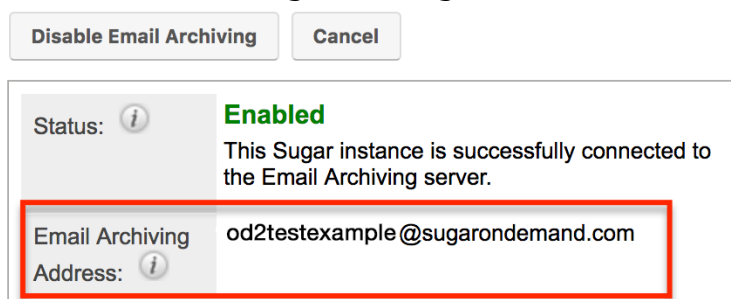 Disable Email Archiving Cancel
Status: i Enabled
This Sugar instance is successfully connected to
the Email Archiving server.
Email Archiving od2testexample@sugarondemand.com
Address: i